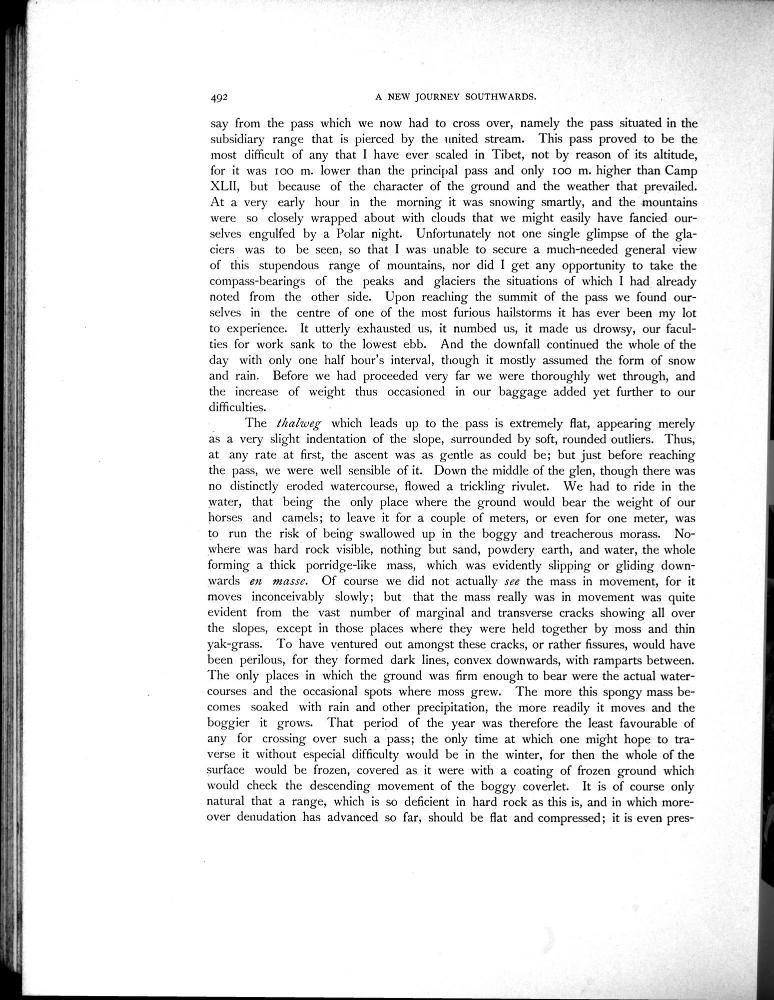 492 A NEW JOURNEY SOUTHWARDS.
say from the pass which we now had to cross over, namely the pass situated in the
subsidiary range that is pierced by the united stream. This pass proved to be the
most difficult of any that I have ever scaled in Tibet, not by reason of its altitude,
for it was 100 m. lower than the principal pass and only 100 m. higher than Camp
XLII, but because of the character of the ground and the weather that prevailed.
At a very early hour in the morning it was snowing smartly, and the mountains
were so closely wrapped about with clouds that we might easily have fancied our-
selves engulfed by a Polar night. Unfortunately not one single glimpse of the gla-
ciers was to be seen, so that I was unable to secure a much-needed general view
of this stupendous range of mountains, nor did I get any opportunity to take the
compass-bearings of the peaks and glaciers the situations of which I had already
noted from the other side. Upon reaching the summit of the pass we found our-
selves in the centre of one of the most furious hailstorms it has ever been my lot
to experience. It utterly exhausted us, it numbed us, it made us drowsy, our facul-
ties for work sank to the lowest ebb. And the downfall continued the whole of the
day with only one half hour's interval, though it mostly assumed the form of snow
and rain. Before we had proceeded very far we were thoroughly wet through, and
the increase of weight thus occasioned in our baggage added yet further to our
difficulties.
The thalweg which leads up to the pass is extremely flat, appearing merely
as a very slight indentation of the slope, surrounded by soft, rounded outliers. Thus,
at any rate at first, the ascent was as gentle as could be; but just before reaching
the pass, we were well sensible of it. Down the middle of the glen, though there was
no distinctly eroded watercourse, flowed a trickling rivulet. We had to ride in the
water, that being the only place where the ground would bear the weight of our
horses and camels; to leave it for a couple of meters, or even for one meter, was
to run the risk of being swallowed up in the boggy and treacherous morass. No-
where was hard rock visible, nothing but sand, powdery earth, and water, the whole
forming a thick porridge-like mass, which was evidently slipping or gliding down-
wards en masse. Of course we did not actually see the mass in movement, for it
moves inconceivably slowly; but that the mass really was in movement was quite
evident from the vast number of marginal and transverse cracks showing all over
the slopes, except in those places where they were held together by moss and thin
yak-grass. To have ventured out amongst these cracks, or rather fissures, would have
been perilous, for they formed dark lines, convex downwards, with ramparts between.
The only places in which the ground was firm enough to bear were the actual water-
courses and the occasional spots where moss grew. The more this spongy mass be-
comes soaked with rain and other precipitation, the more readily it moves and the
boggier it grows. That period of the year was therefore the least favourable of
any for crossing over such a pass; the only time at which one might hope to tra-
verse it without especial difficulty would be in the winter, for then the whole of the
surface would be frozen, covered as it were with a coating of frozen ground which
would check the descending movement of the boggy coverlet. It is of course only
natural that a range, which is so deficient in hard rock as this is, and in which more-
over denudation has advanced so far, should be flat and compressed; it is even pres-